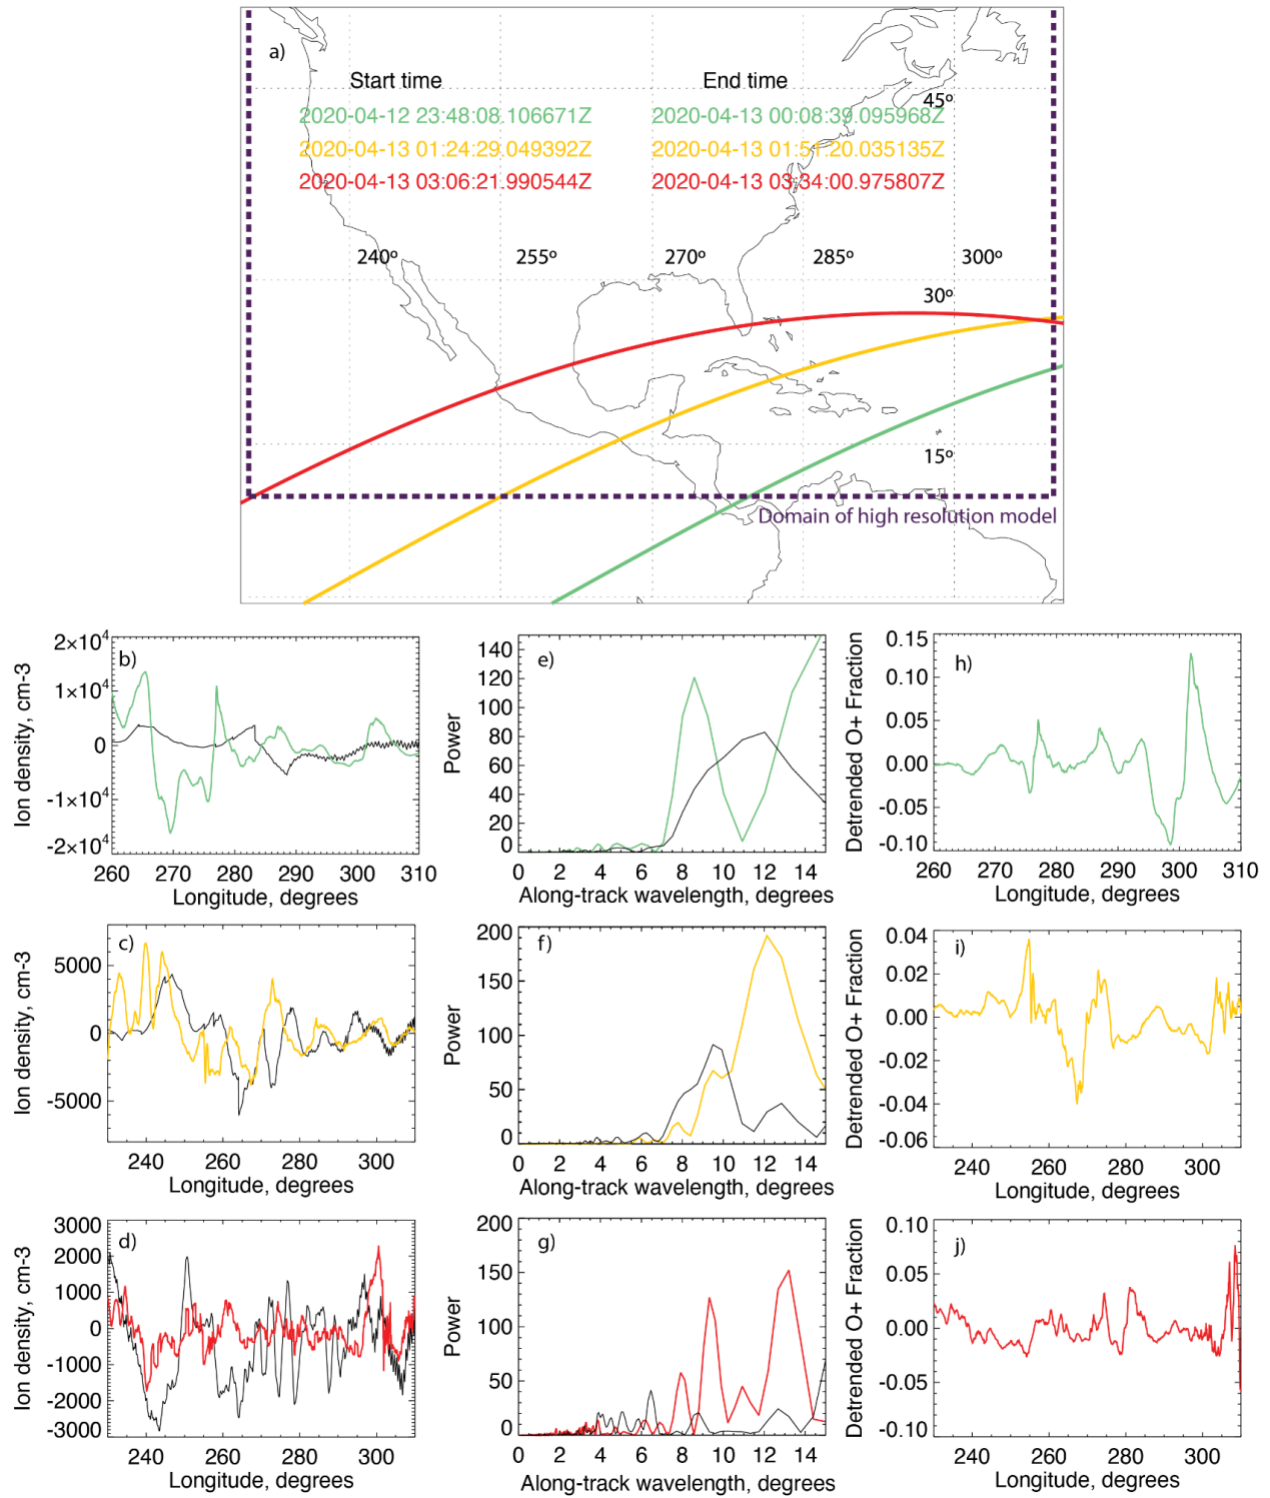 a)
Start time End time
45º
2020-04-12 23:48:08.106671Z 2020-04-13 00:08:39.095968Z
2020-04-13 01:24:29.049392Z 2020-04-13 01:5 :20.035135Z
2020-04-13 03:06:21.990544Z 2020-04-13 03:34:00.975807Z
240º 255º 270º 285º 300º
30º
15º
Domain of high resolution model
b)
Ion density, cm-3
2×10⁴
1×10⁴
0
-1×10⁴
-2×10⁴
260 270 280 290 300 310
Longitude, degrees
e)
Power
140
120
100
80
60
40
20
0
0 2 4 6 8 10 12 14
Along-track wavelength, degrees
h)
Detrended O+ Fraction
0.15
0.10
0.05
0.00
-0.05
-0.10
260 270 280 290 300 310
Longitude, degrees
c)
Ion density, cm-3
5000
0
-5000
240 260 280 300
Longitude, degrees
f)
Power
200
150
100
50
0
0 2 4 6 8 10 12 14
Along-track wavelength, degrees
i)
Detrended O+ Fraction
0.04
0.02
0.00
-0.02
-0.04
-0.06
240 260 280 300
Longitude, degrees
d)
Ion density, cm-3
3000
2000
1000
0
-1000
-2000
-3000
240 260 280 300
Longitude, degrees
g)
Power
200
150
100
50
0
0 2 4 6 8 10 12 14
Along-track wavelength, degrees
j)
Detrended O+ Fraction
0.10
0.05
0.00
-0.05
-0.10
240 260 280 300
Longitude, degrees